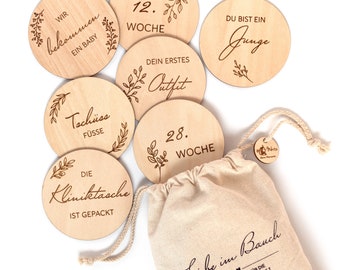 WIR
bekommen
EIN BABY
12.
WOCHE
DU BIST EIN
Junge
DEIN ERSTES
Outfit
Tschüss
FÜSSE
28.
WOCHE
DIE
Kliniktasche
IST GEPACKT
Liebe im Bauch